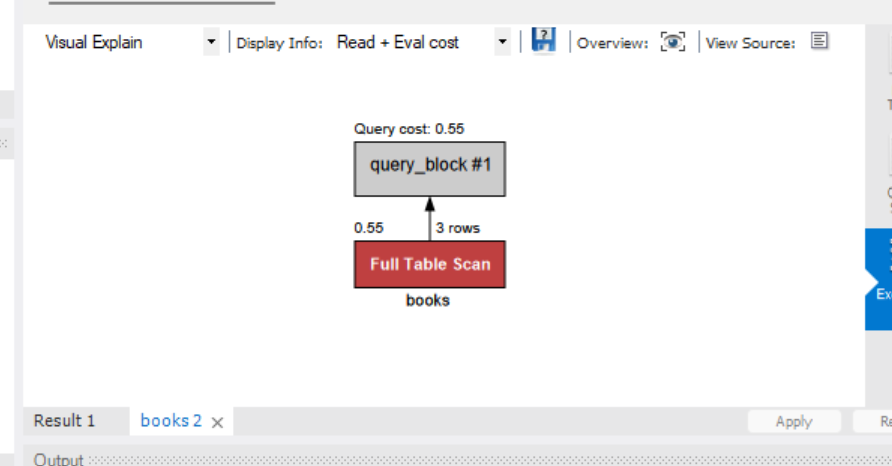 Visual Explain Display Info: Read + Eval cost Overview: View Source:
Query cost: 0.55
query_block #1
0.55 3 rows
Full Table Scan
books
Result 1 books 2 Apply
Output